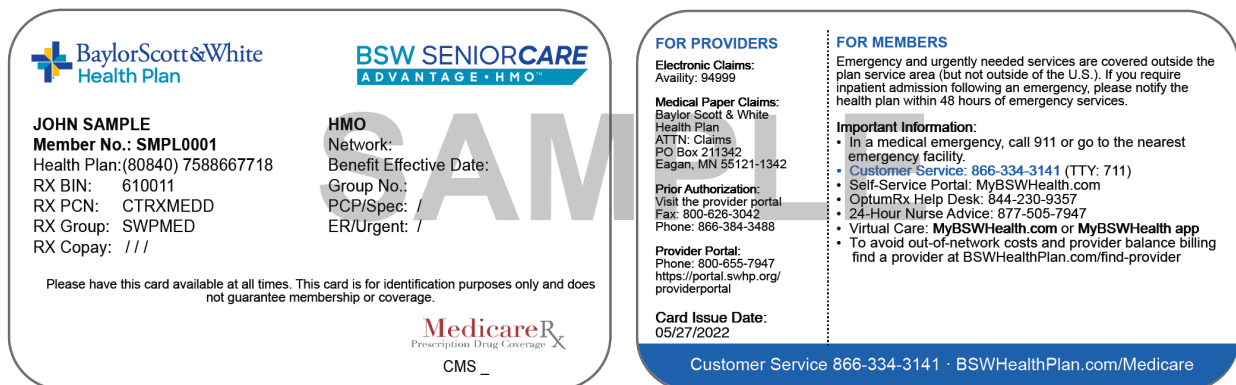 BaylorScott&White
Health Plan
BSW SENIORCARE
ADVANTAGE • HMO™
JOHN SAMPLE
Member No.: SMPL0001
Health Plan:(80840) 7588667718
RX BIN: 610011
RX PCN: CTRXMEDD
RX Group: SWPMED
RX Copay: / / /
HMO
Network:
Benefit Effective Date:
Group No.:
PCP/Spec: /
ER/Urgent: /
Please have this card available at all times. This card is for identification purposes only and does
not guarantee membership or coverage.
MedicareRx
Prescription Drug Coverage
CMS _
SAMPLE
FOR PROVIDERS
Electronic Claims:
Availity: 94999
Medical Paper Claims:
Baylor Scott & White
Health Plan
ATTN: Claims
PO Box 211342
Eagan, MN 55121-1342
Prior Authorization:
Visit the provider portal
Fax: 800-626-3042
Phone: 866-384-3488
Provider Portal:
Phone: 800-655-7947
https://portal.swhp.org/
providerportal
Card Issue Date:
05/27/2022
FOR MEMBERS
Emergency and urgently needed services are covered outside the
plan service area (but not outside of the U.S.). If you require
inpatient admission following an emergency, please notify the
health plan within 48 hours of emergency services.
Important Information:
• In a medical emergency, call 911 or go to the nearest
emergency facility.
• Customer Service: 866-334-3141 (TTY: 711)
• Self-Service Portal: MyBSWHealth.com
• OptumRx Help Desk: 844-230-9357
• 24-Hour Nurse Advice: 877-505-7947
• Virtual Care: MyBSWHealth.com or MyBSWHealth app
• To avoid out-of-network costs and provider balance billing
find a provider at BSWHealthPlan.com/find-provider
Customer Service 866-334-3141 · BSWHealthPlan.com/Medicare